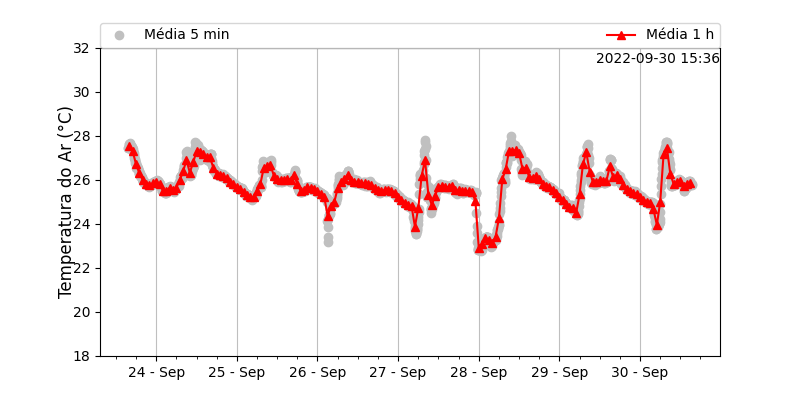 Média 5 min
Média 1 h
2022-09-30 15:36
Temperatura do Ar (°C)
32
30
28
26
24
22
20
18
24 - Sep
25 - Sep
26 - Sep
27 - Sep
28 - Sep
29 - Sep
30 - Sep